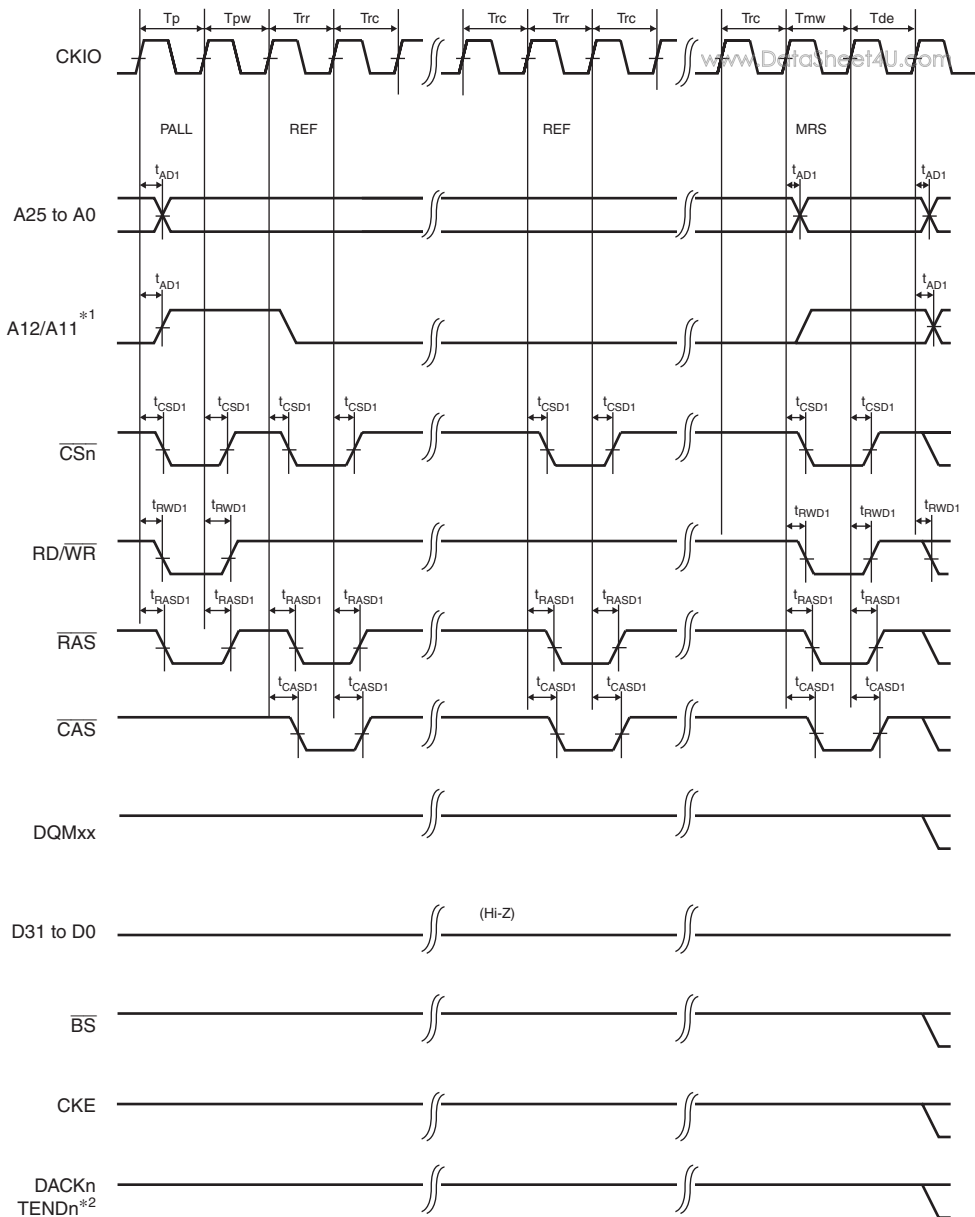 Tp Tpw Trr Trc Trc Trr Trc Trc Tmw Tde
CKIO
www.DataSheet4U.com
PALL REF REF MRS
tAD1 tAD1 tAD1
A25 to A0
tAD1 tAD1
A12/A11*1
tCSD1 tCSD1 tCSD1 tCSD1 tCSD1 tCSD1 tCSD1 tCSD1
CSn
tRWD1 tRWD1 tRWD1 tRWD1 tRWD1
RD/WR
tRASD1 tRASD1 tRASD1 tRASD1 tRASD1 tRASD1 tRASD1 tRASD1
RAS
tCASD1 tCASD1 tCASD1 tCASD1 tCASD1 tCASD1
CAS
DQMxx
(Hi-Z)
D31 to D0
BS
CKE
DACKn
TENDn*2